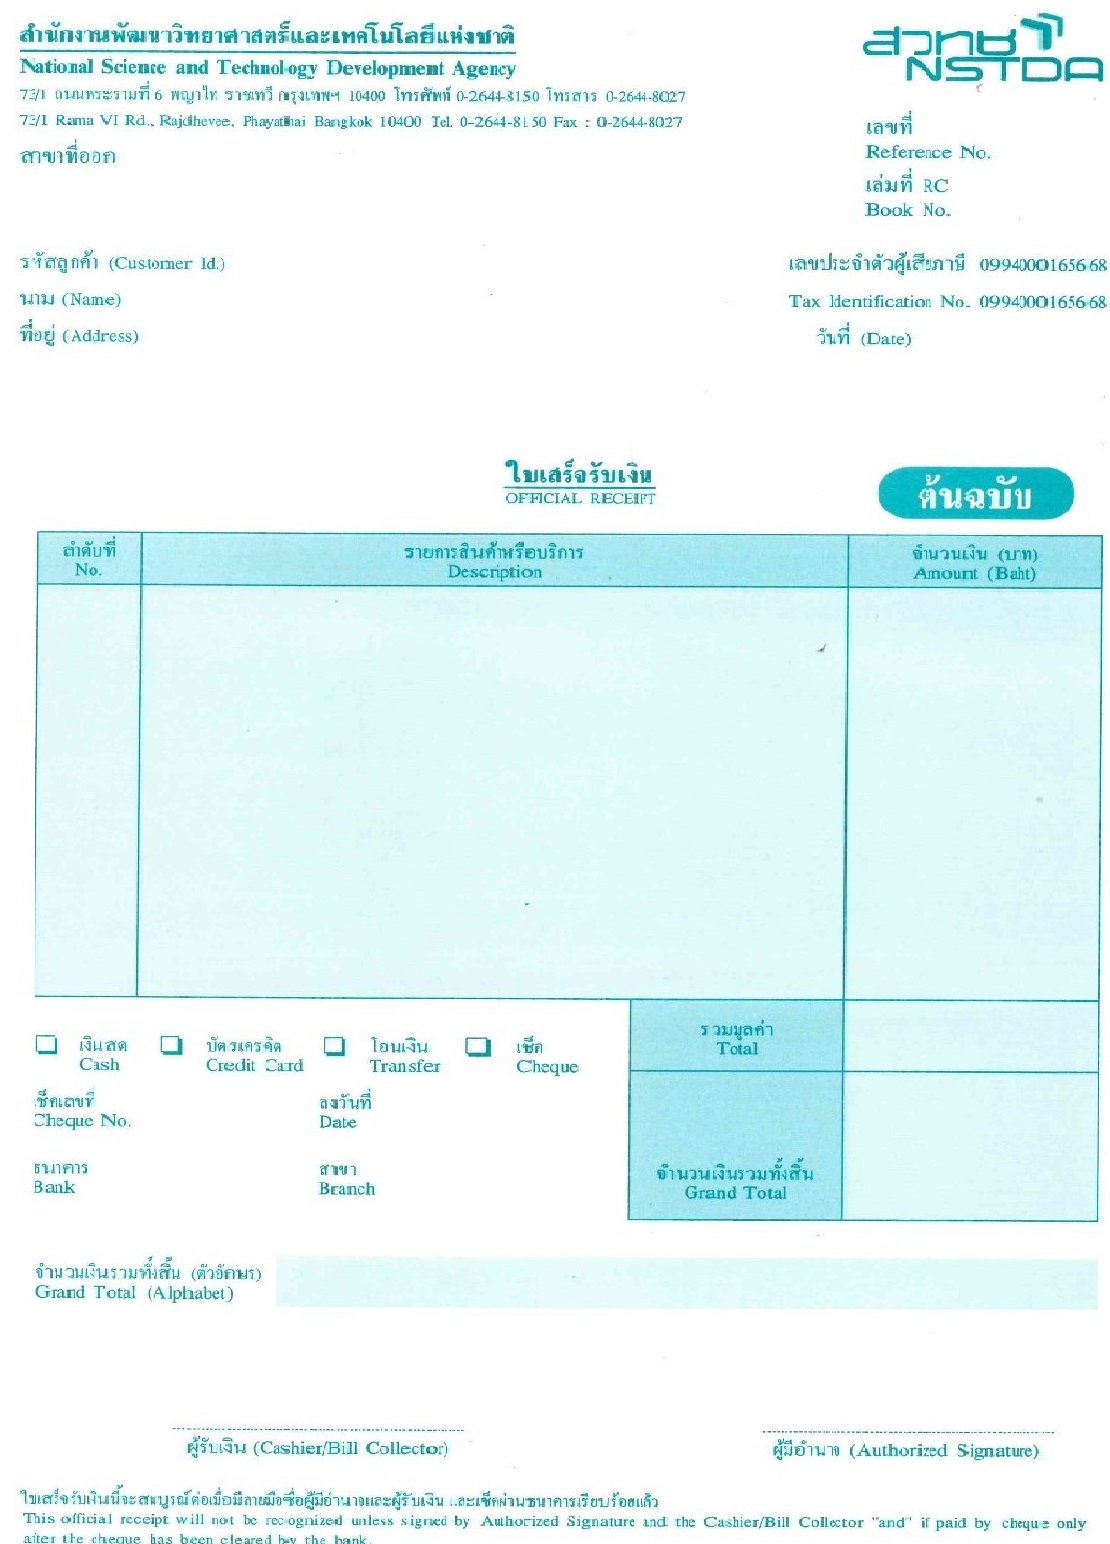 สำนักงานพัฒนาวิทยาศาสตร์และเทคโนโลยีแห่งชาติ
National Science and Technology Development Agency
73/1 ถนนพระรามที่ 6 พญาไท ราชเทวี กรุงเทพฯ 10400 โทรศัพท์ 0-2644-8150 โทรสาร 0-2644-8027
73/1 Rama VI Rd., Rajdhevee, Phayathai Bangkok 10400 Tel. 0-2644-8150 Fax : 0-2644-8027
สาขาที่ออก
สวทช
NSTDA
เลขที่
Reference No.
เล่มที่ RC
Book No.
รหัสลูกค้า (Customer Id.)
นาม (Name)
ที่อยู่ (Address)
เลขประจำตัวผู้เสียภาษี 0994000165668
Tax Identification No. 0994000165668
วันที่ (Date)
ใบเสร็จรับเงิน
OFFICIAL RECEIPT
ต้นฉบับ
ลำดับที่ รายการสินค้าหรือบริการ จำนวนเงิน (บาท)
No. Description Amount (Baht)
เงินสด บัตรเครดิต โอนเงิน เช็ค
Cash Credit Card Transfer Cheque
รวมมูลค่า
Total
เช็คเลขที่ ลงวันที่
Cheque No. Date
ธนาคาร สาขา
Bank Branch
จำนวนเงินรวมทั้งสิ้น
Grand Total
จำนวนเงินรวมทั้งสิ้น (ตัวอักษร)
Grand Total (Alphabet)
ผู้รับเงิน (Cashier/Bill Collector) ผู้มีอำนาจ (Authorized Signature)
ใบเสร็จรับเงินนี้จะสมบูรณ์ต่อเมื่อมีลายมือชื่อผู้มีอำนาจและผู้รับเงิน และเช็คผ่านธนาคารเรียบร้อยแล้ว
This official receipt will not be recognized unless signed by Authorized Signature and the Cashier/Bill Collector "and" if paid by cheque only
after the cheque has been cleared by the bank.